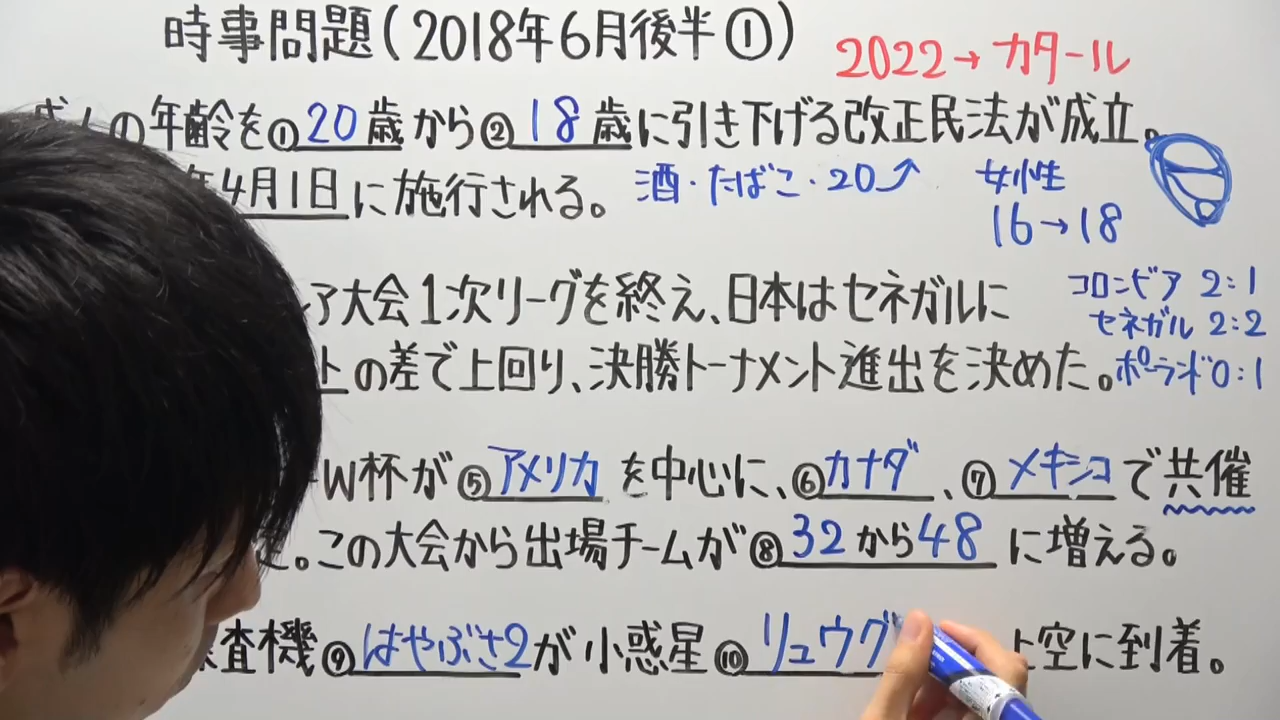 時事問題(2018年6月後半①)
2022→カタール
の年齢を①20歳から②18歳に引き下げる改正民法が成立。
年4月1日に施行される。
酒・たばこ・20⤴
女性
16→18
ア大会1次リーグを終え、日本はセネガルに
コロンビア 2:1
セネガル 2:2
トの差で上回り、決勝トーナメント進出を決めた。
ポーランド0:1
W杯が⑤アメリカを中心に、⑥カナダ、⑦メキシコで共催
。この大会から出場チームが⑧32から48に増える。
査機⑨はやぶさ2が小惑星⑩リュウグ
上空に到着。